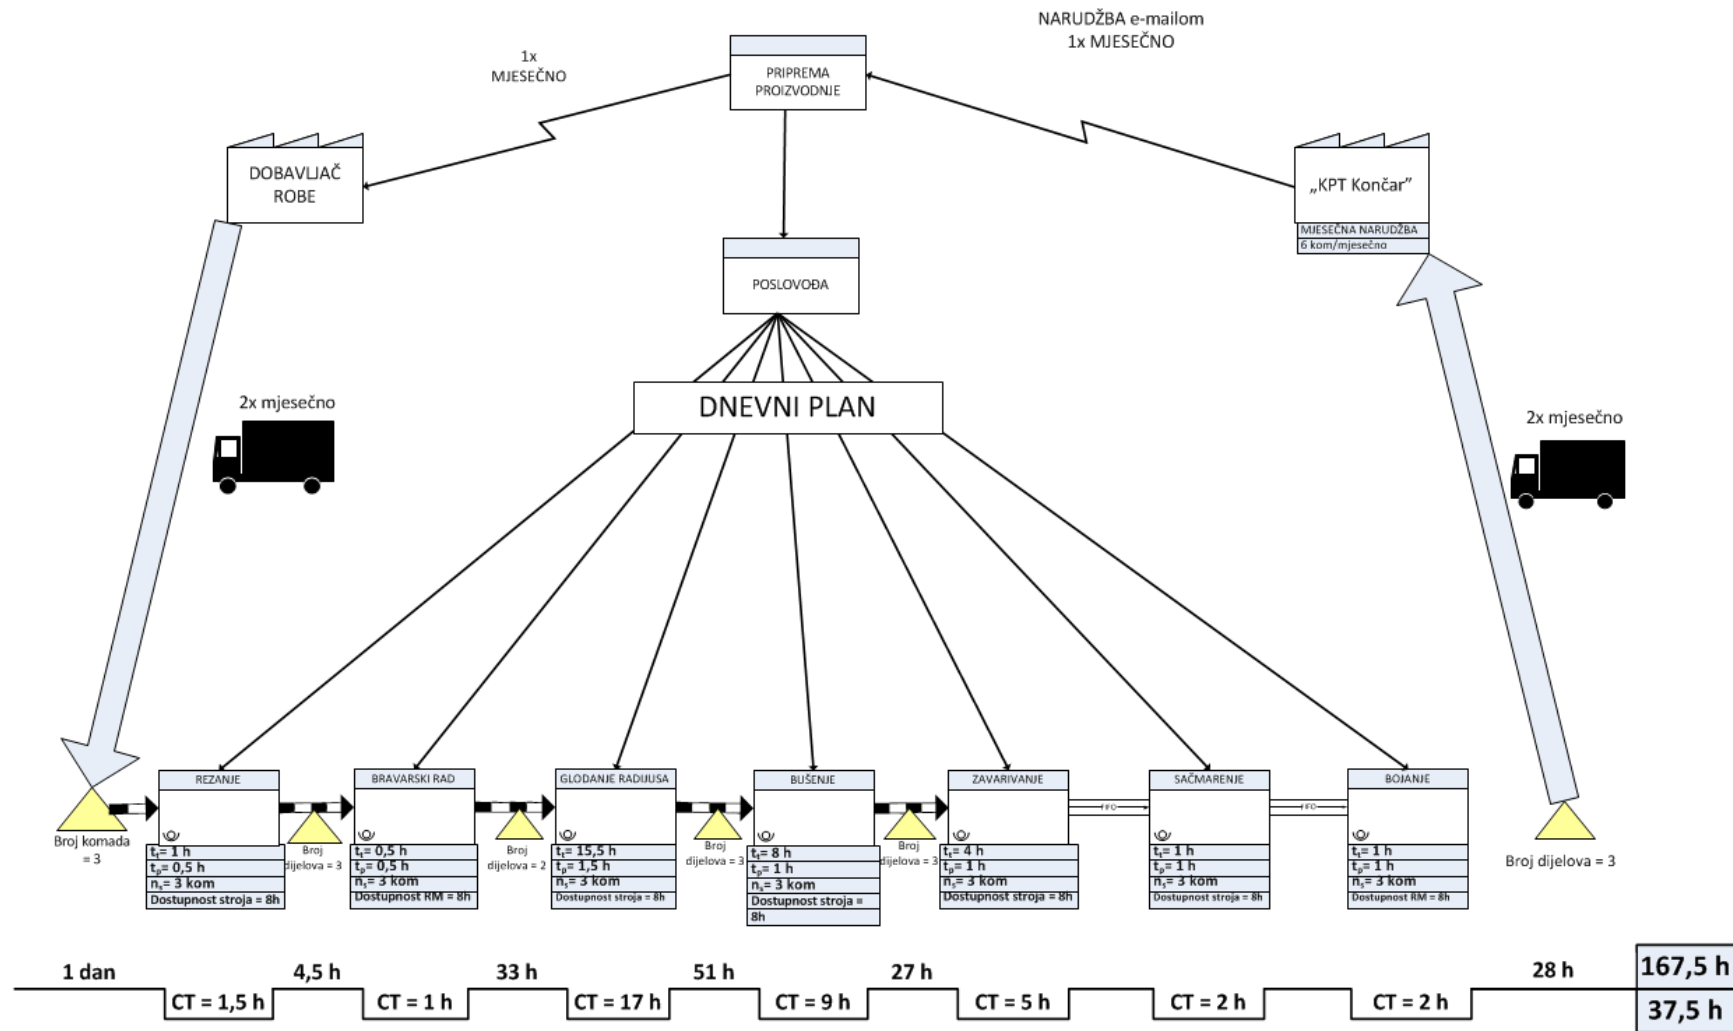 NARUDŽBA e-mailom
1x MJESEČNO
1x
MJESEČNO
PRIPREMA
PROIZVODNJE
DOBAVLJAČ
ROBE
„KPT Končar”
MJESEČNA NARUDŽBA
6 kom/mjesečno
POSLOVOĐA
DNEVNI PLAN
2x mjesečno
2x mjesečno
REZANJE
BRAVARSKI RAD
GLODANJE RADIJUSA
BUŠENJE
ZAVARIVANJE
SAČMARENJE
BOJANJE
FIFO
FIFO
Broj komada
= 3
Broj
dijelova = 3
Broj
dijelova = 2
Broj
dijelova = 3
Broj
dijelova = 3
Broj dijelova = 3
tt= 1 h
tp= 0,5 h
ns= 3 kom
Dostupnost stroja = 8h
tt= 0,5 h
tp= 0,5 h
ns= 3 kom
Dostupnost RM = 8h
tt= 15,5 h
tp= 1,5 h
ns= 3 kom
Dostupnost stroja = 8h
tt= 8 h
tp= 1 h
ns= 3 kom
Dostupnost stroja =
8h
tt= 4 h
tp= 1 h
ns= 3 kom
Dostupnost stroja = 8h
tt= 1 h
tp= 1 h
ns= 3 kom
Dostupnost stroja = 8h
tt= 1 h
tp= 1 h
ns= 3 kom
Dostupnost RM = 8h
1 dan
4,5 h
33 h
51 h
27 h
28 h
167,5 h
CT = 1,5 h
CT = 1 h
CT = 17 h
CT = 9 h
CT = 5 h
CT = 2 h
CT = 2 h
37,5 h